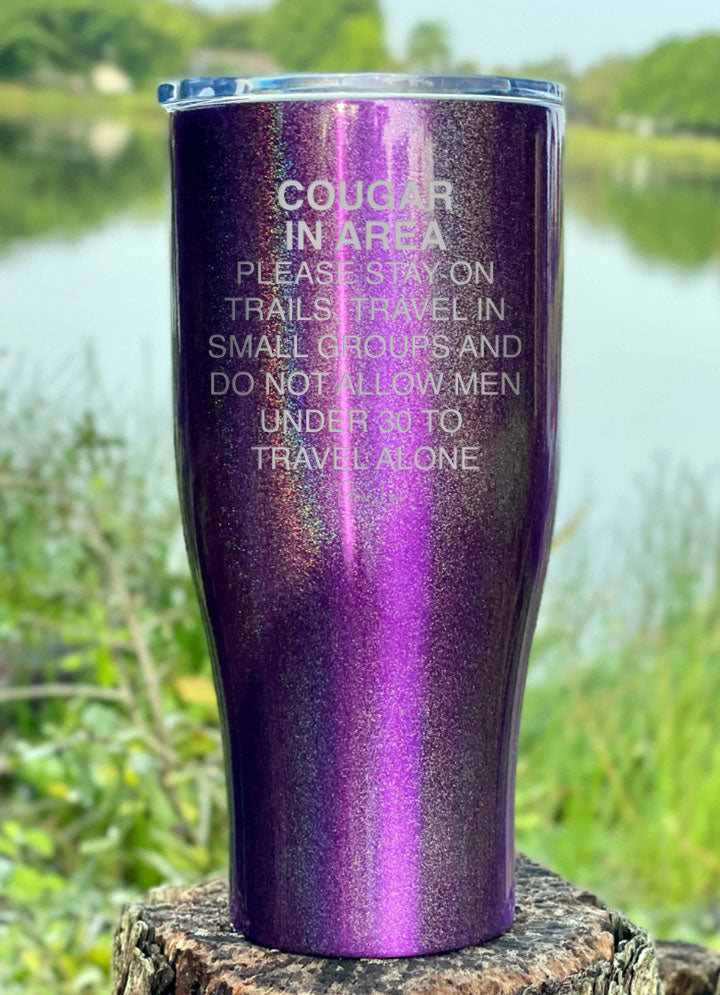 COUGAR
IN AREA
PLEASE STAY ON
TRAILS, TRAVEL IN
SMALL GROUPS AND
DO NOT ALLOW MEN
UNDER 30 TO
TRAVEL ALONE